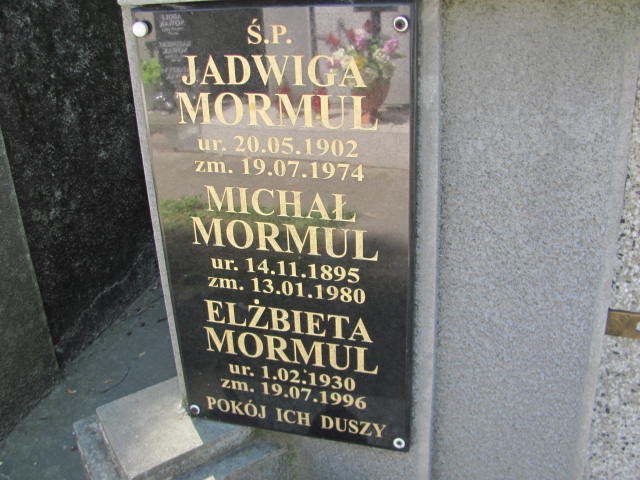 Ś.P.
JADWIGA
MORMUL
ur. 20.05.1902
zm. 19.07.1974
MICHAŁ
MORMUL
ur. 14.11.1895
zm. 13.01.1980
ELŻBIETA
MORMUL
ur. 1.02.1930
zm. 19.07.1996
POKÓJ ICH DUSZY